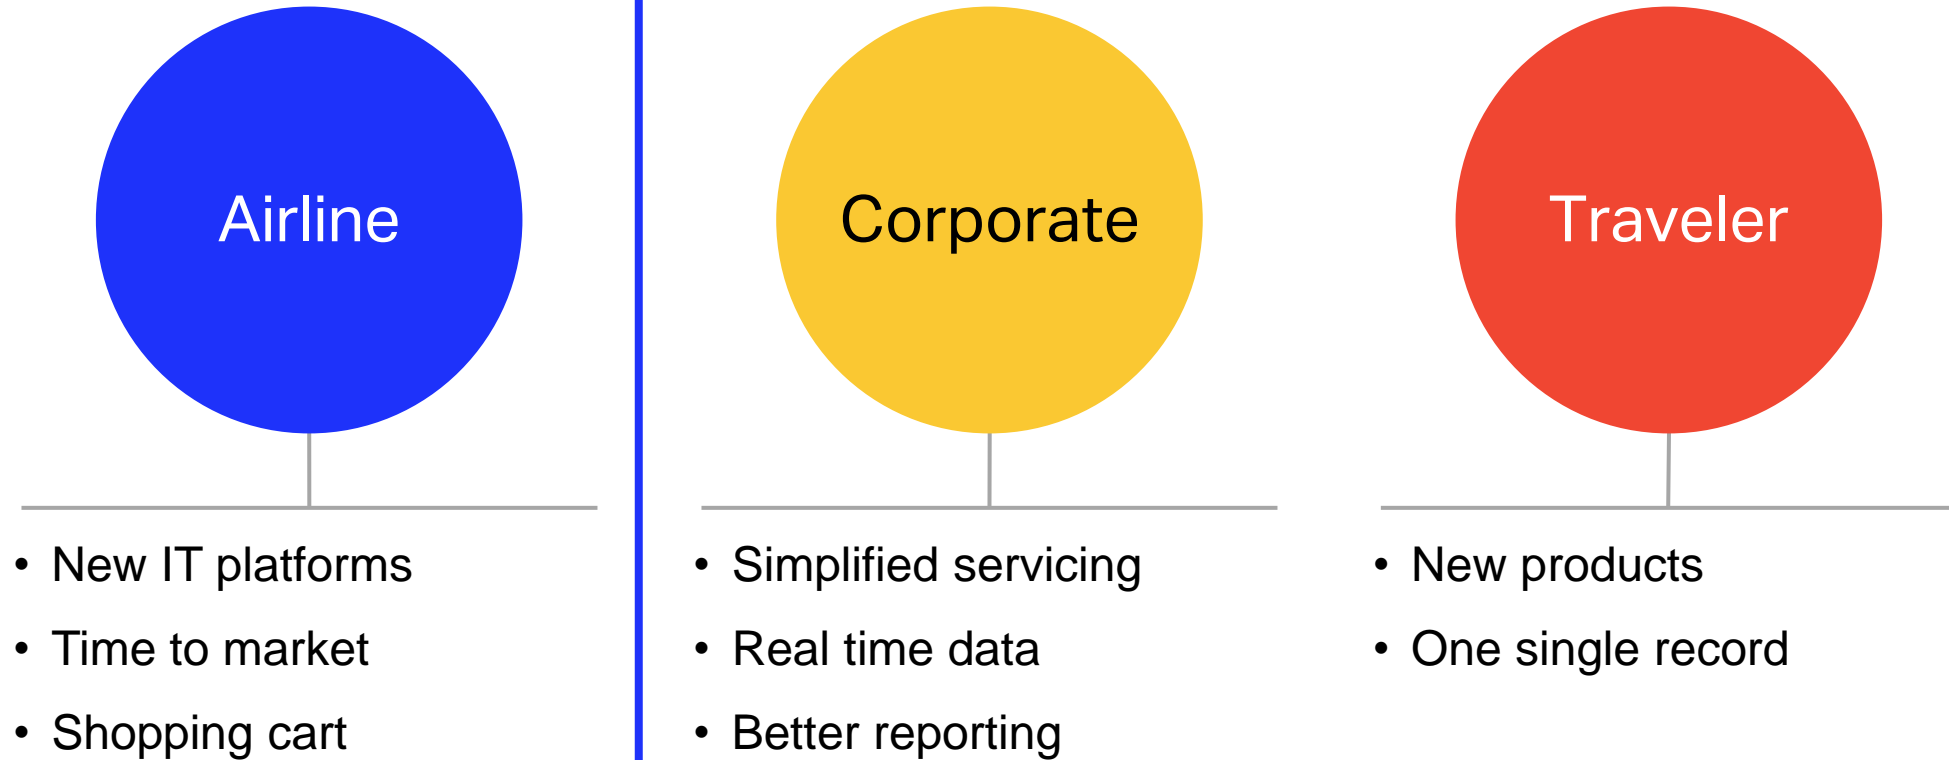 Airline
• New IT platforms
• Time to market
• Shopping cart
Corporate
• Simplified servicing
• Real time data
• Better reporting
Traveler
• New products
• One single record